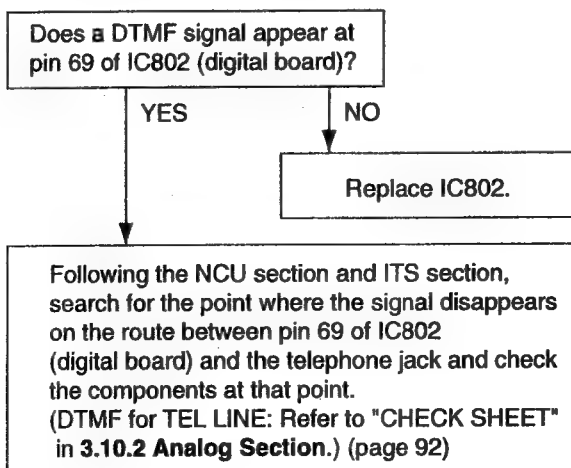 Does a DTMF signal appear at
pin 69 of IC802 (digital board)?
YES
NO
Replace IC802.
Following the NCU section and ITS section,
search for the point where the signal disappears
on the route between pin 69 of IC802
(digital board) and the telephone jack and check
the components at that point.
(DTMF for TEL LINE: Refer to "CHECK SHEET"
in 3.10.2 Analog Section.) (page 92)